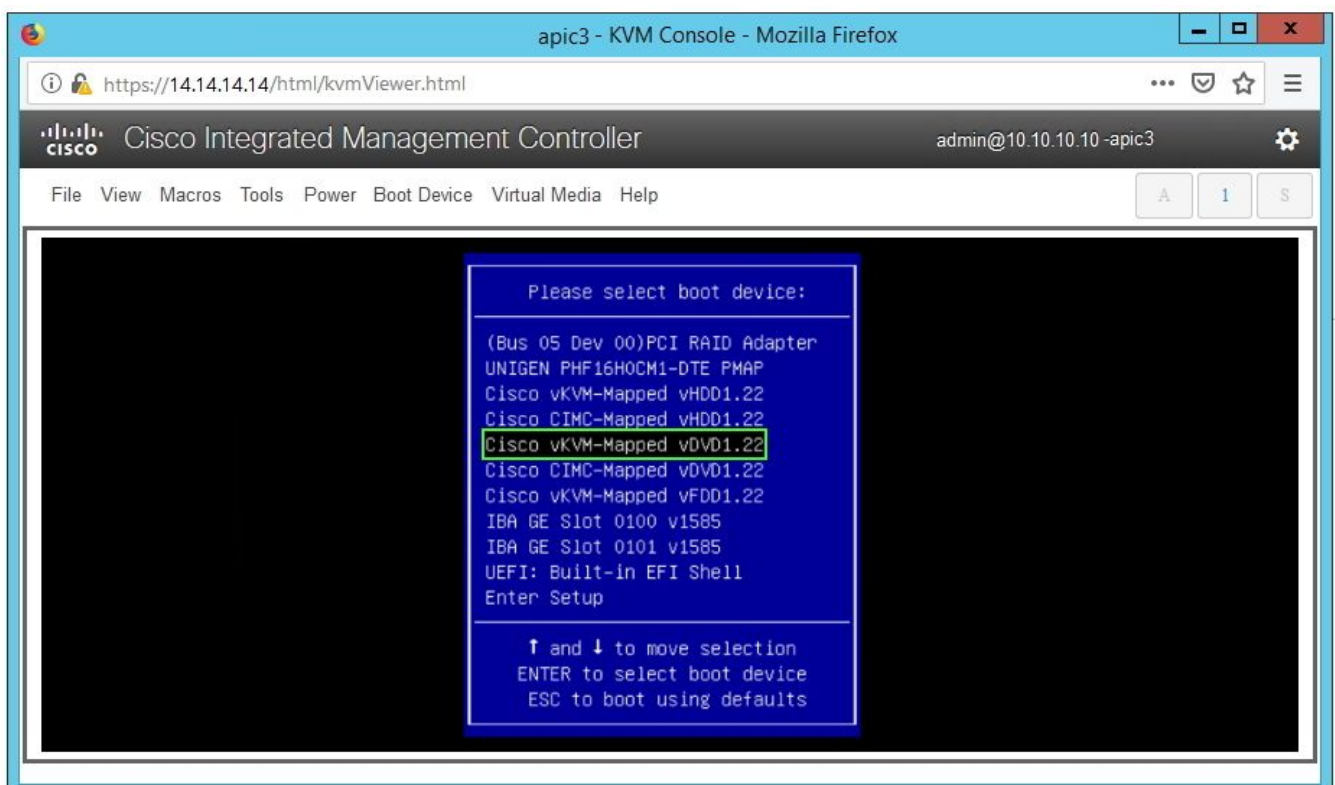 apic3 - KVM Console - Mozilla Firefox
https://14.14.14.14/html/kvmViewer.html
cisco Cisco Integrated Management Controller admin@10.10.10.10 -apic3
File View Macros Tools Power Boot Device Virtual Media Help A 1 S
Please select boot device:
(Bus 05 Dev 00)PCI RAID Adapter
UNIGEN PHF16H0CM1-DTE PMAP
Cisco vKVM-Mapped vHDD1.22
Cisco CIMC-Mapped vHDD1.22
Cisco vKVM-Mapped vDVD1.22
Cisco CIMC-Mapped vDVD1.22
Cisco vKVM-Mapped vFDD1.22
IBA GE Slot 0100 v1585
IBA GE Slot 0101 v1585
UEFI: Built-in EFI Shell
Enter Setup
↑ and ↓ to move selection
ENTER to select boot device
ESC to boot using defaults